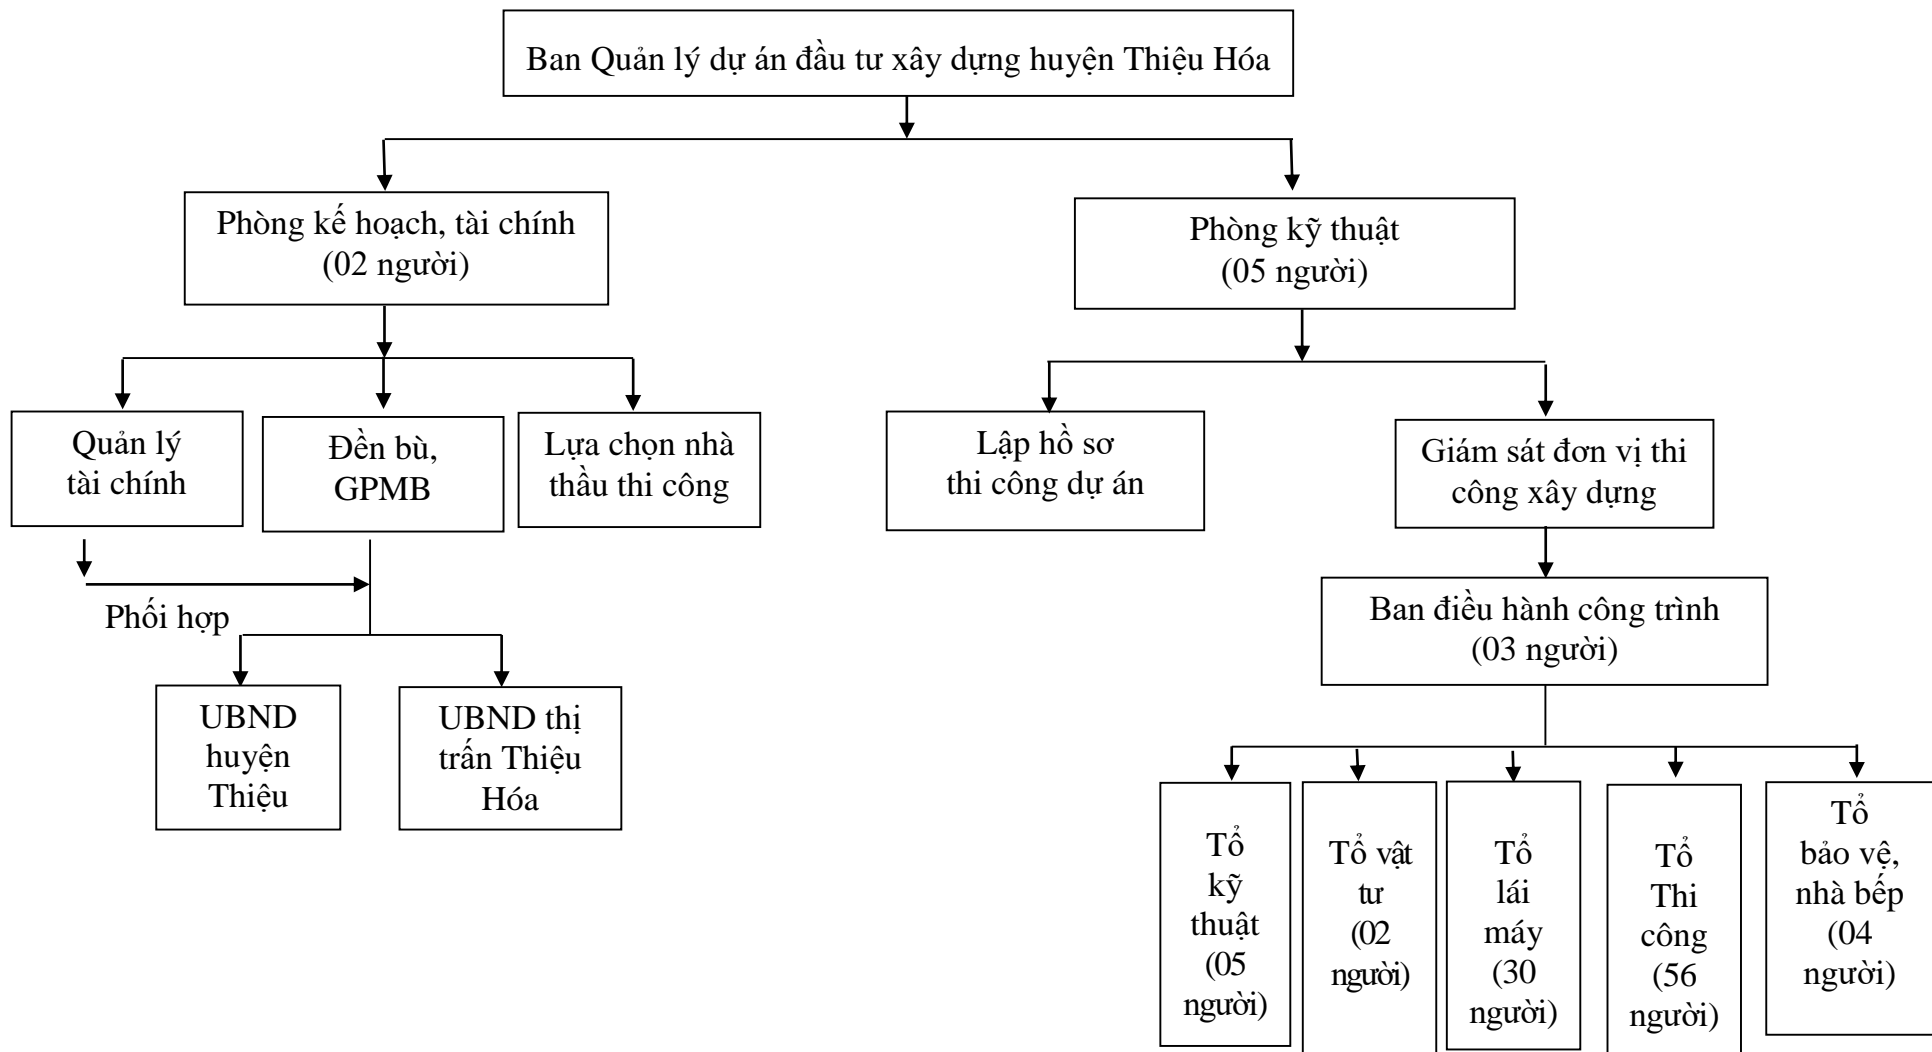 Ban Quản lý dự án đầu tư xây dựng huyện Thiệu Hóa
Phòng kế hoạch, tài chính
(02 người)
Phòng kỹ thuật
(05 người)
Quản lý
tài chính
Đền bù,
GPMB
Lựa chọn nhà
thầu thi công
Lập hồ sơ
thi công dự án
Giám sát đơn vị thi
công xây dựng
Phối hợp
Ban điều hành công trình
(03 người)
UBND
huyện
Thiệu
UBND thị
trấn Thiệu
Hóa
Tổ
kỹ
thuật
(05
người)
Tổ vật
tư
(02
người)
Tổ
lái
máy
(30
người)
Tổ
Thi
công
(56
người)
Tổ
bảo vệ,
nhà bếp
(04
người)